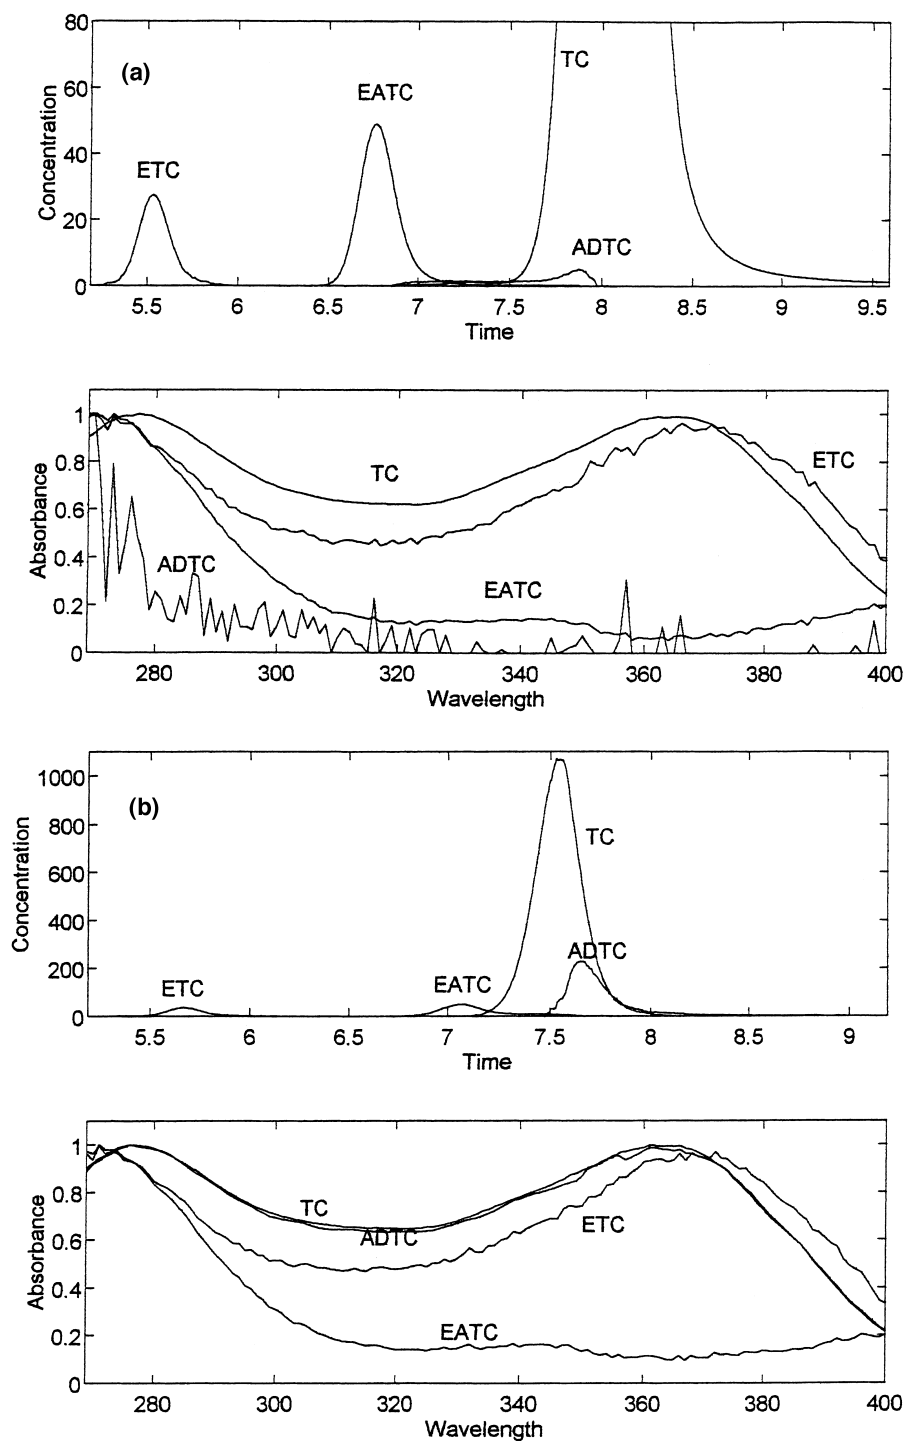 80
(a)
TC
60
EATC
Concentration
40
ETC
20
ADTC
0
5.5 6 6.5 7 7.5 8 8.5 9 9.5
Time
1
TC
ETC
0.8
Absorbance
0.6
ADTC
0.4
EATC
0.2
0
280 300 320 340 360 380 400
Wavelength
1000
(b)
800
TC
Concentration
600
400
ADTC
200
ETC
EATC
0
5.5 6 6.5 7 7.5 8 8.5 9
Time
1
0.8
TC
ETC
ADTC
Absorbance
0.6
0.4
EATC
0.2
0
280 300 320 340 360 380 400
Wavelength